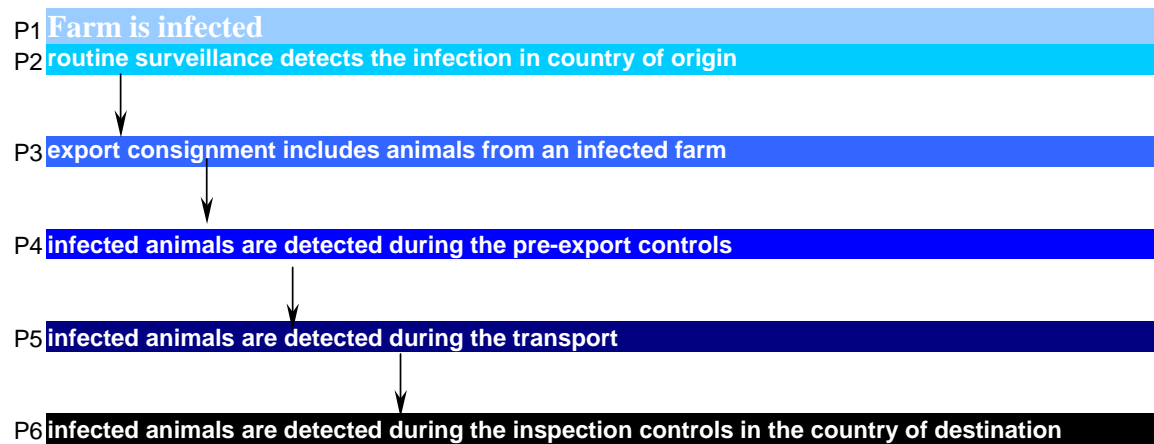 P1 Farm is infected
P2 routine surveillance detects the infection in country of origin
P3 export consignment includes animals from an infected farm
P4 infected animals are detected during the pre-export controls
P5 infected animals are detected during the transport
P6 infected animals are detected during the inspection controls in the country of destination